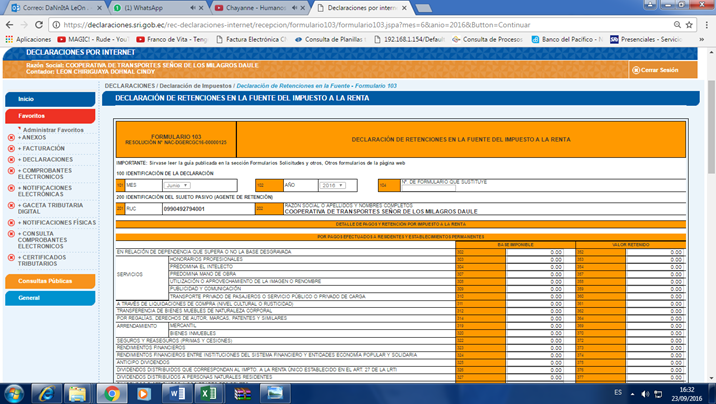 Correo: DaNnItA LeOn
(1) WhatsApp
Chayanne - Humano
Declaraciones por intern
https://declaraciones.sri.gob.ec/rec-declaraciones-internet/recepcion/formulario103/formulario103.jspa?mes=6&anio=2016&Button=Continuar
Aplicaciones
MAGIC! - Rude - YouT
Franco de Vita - Teng
Factura Electrónica
Consulta de Planillas
192.168.1.154/Default
Consulta de Procesos
Banco del Pacífico -
Presenciales - Servicio
DECLARACIONES POR INTERNET
Razón Social: COOPERATIVA DE TRANSPORTES SEÑOR DE LOS MILAGROS DAULE
Contador: LEON CHIRIGUAYA DORNAL CINDY
Cerrar Sesión
DECLARACIONES / Declaración de Impuestos / Declaración de Retenciones en la Fuente - Formulario 103
DECLARACIÓN DE RETENCIONES EN LA FUENTE DEL IMPUESTO A LA RENTA
Inicio
Favoritos
Administrar Favoritos
+ ANEXOS
+ FACTURACIÓN
+ DECLARACIONES
> COMPROBANTES ELECTRONICOS
+ NOTIFICACIONES ELECTRÓNICAS
+ GACETA TRIBUTARIA DIGITAL
+ NOTIFICACIONES FÍSICAS
+ CONSULTA COMPROBANTES ELECTRONICOS
+ CERTIFICADOS TRIBUTARIOS
Consultas Públicas
General
FORMULARIO 103
RESOLUCIÓN N° NAC-DGERCGC16-00000125
DECLARACIÓN DE RETENCIONES EN LA FUENTE DEL IMPUESTO A LA RENTA
IMPORTANTE: Sírvase leer la guía publicada en la sección Formularios Solicitudes y otros, Otros formularios de la página web
100 IDENTIFICACIÓN DE LA DECLARACIÓN
101 MES Junio 102 AÑO 2016 104 N°. DE FORMULARIO QUE SUSTITUYE
200 IDENTIFICACIÓN DEL SUJETO PASIVO (AGENTE DE RETENCIÓN)
201 RUC 0990492794001 202 RAZÓN SOCIAL O APELLIDOS Y NOMBRES COMPLETOS
COOPERATIVA DE TRANSPORTES SEÑOR DE LOS MILAGROS DAULE
DETALLE DE PAGOS Y RETENCIÓN POR IMPUESTO A LA RENTA
POR PAGOS EFECTUADOS A RESIDENTES Y ESTABLECIMIENTOS PERMANENTES
BASE IMPONIBLE VALOR RETENIDO
EN RELACIÓN DE DEPENDENCIA QUE SUPERA O NO LA BASE DESGRAVADA 302 0.00 352 0.00
SERVICIOS
HONORARIOS PROFESIONALES 303 0.00 353 0.00
PREDOMINA EL INTELECTO 304 0.00 354 0.00
PREDOMINA MANO DE OBRA 307 0.00 357 0.00
UTILIZACIÓN O APROVECHAMIENTO DE LA IMAGEN O RENOMBRE 308 0.00 358 0.00
PUBLICIDAD Y COMUNICACIÓN 309 0.00 359 0.00
TRANSPORTE PRIVADO DE PASAJEROS O SERVICIO PÚBLICO O PRIVADO DE CARGA 310 0.00 360 0.00
A TRAVÉS DE LIQUIDACIONES DE COMPRA (NIVEL CULTURAL O RUSTICIDAD) 311 0.00 361 0.00
TRANSFERENCIA DE BIENES MUEBLES DE NATURALEZA CORPORAL 312 0.00 362 0.00
POR REGALÍAS, DERECHOS DE AUTOR, MARCAS, PATENTES Y SIMILARES 314 0.00 364 0.00
ARRENDAMIENTO
MERCANTIL 319 0.00 369 0.00
BIENES INMUEBLES 320 0.00 370 0.00
SEGUROS Y REASEGUROS (PRIMAS Y CESIONES) 322 0.00 372 0.00
RENDIMIENTOS FINANCIEROS 323 0.00 373 0.00
RENDIMIENTOS FINANCIEROS ENTRE INSTITUCIONES DEL SISTEMA FINANCIERO Y ENTIDADES ECONOMÍA POPULAR Y SOLIDARIA 324 0.00 374 0.00
ANTICIPO DIVIDENDOS 325 0.00 375 0.00
DIVIDENDOS DISTRIBUIDOS QUE CORRESPONDAN AL IMPTO. A LA RENTA ÚNICO ESTABLECIDO EN EL ART. 27 DE LA LRTI 326 0.00 376 0.00
DIVIDENDOS DISTRIBUIDOS A PERSONAS NATURALES RESIDENTES 327 0.00 377 0.00
ES
16:32
23/09/2016